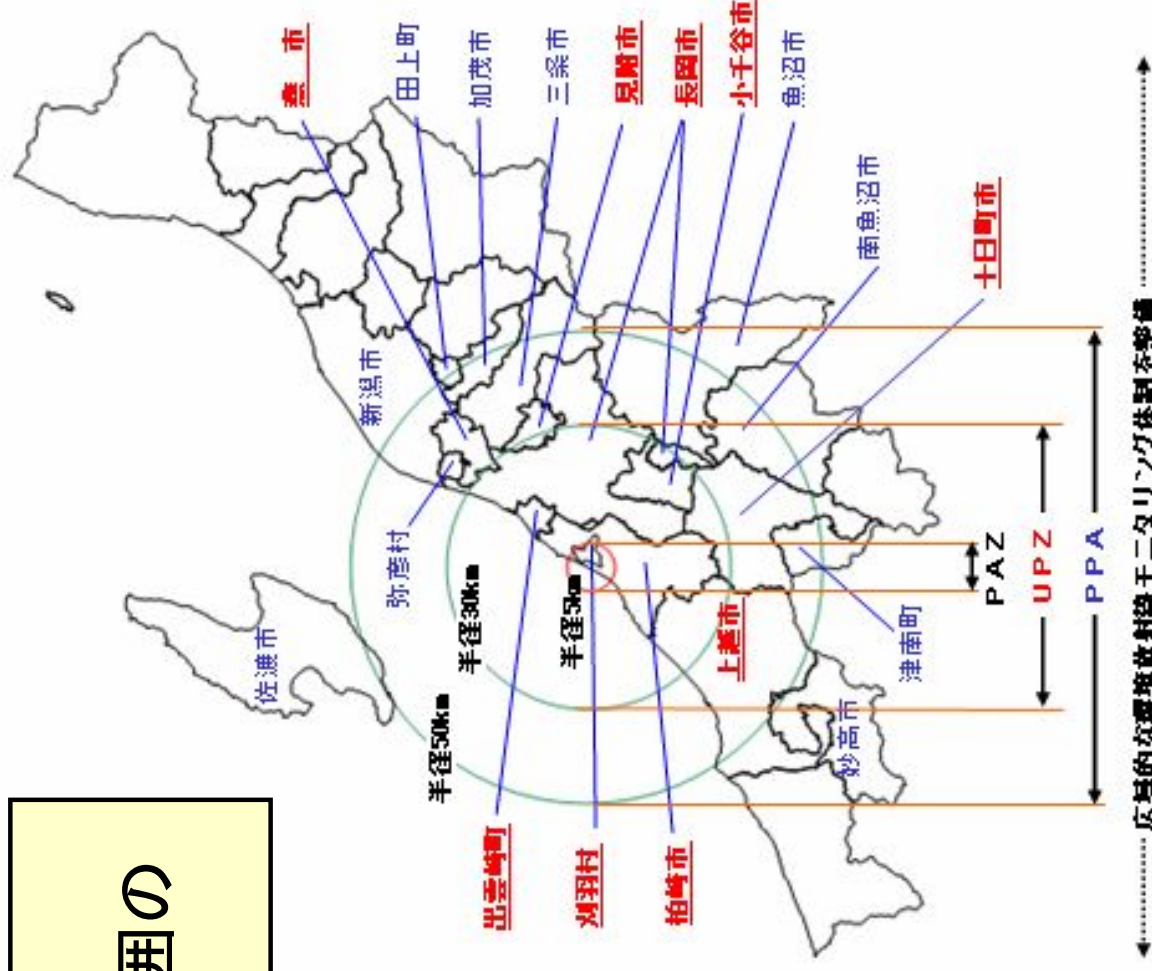 囲の
燕 市
田上町
加茂市
三条市
見附市
長岡市
小千谷市
魚沼市
南魚沼市
十日町市
新潟市
弥彦村
佐渡市
半径30km
半径5km
半径50km
上越市
津南町
妙高市
出雲崎町
刈羽村
柏崎市
PAZ
UPZ
PPA
広域的な環境放射線モニタリング体制を準備